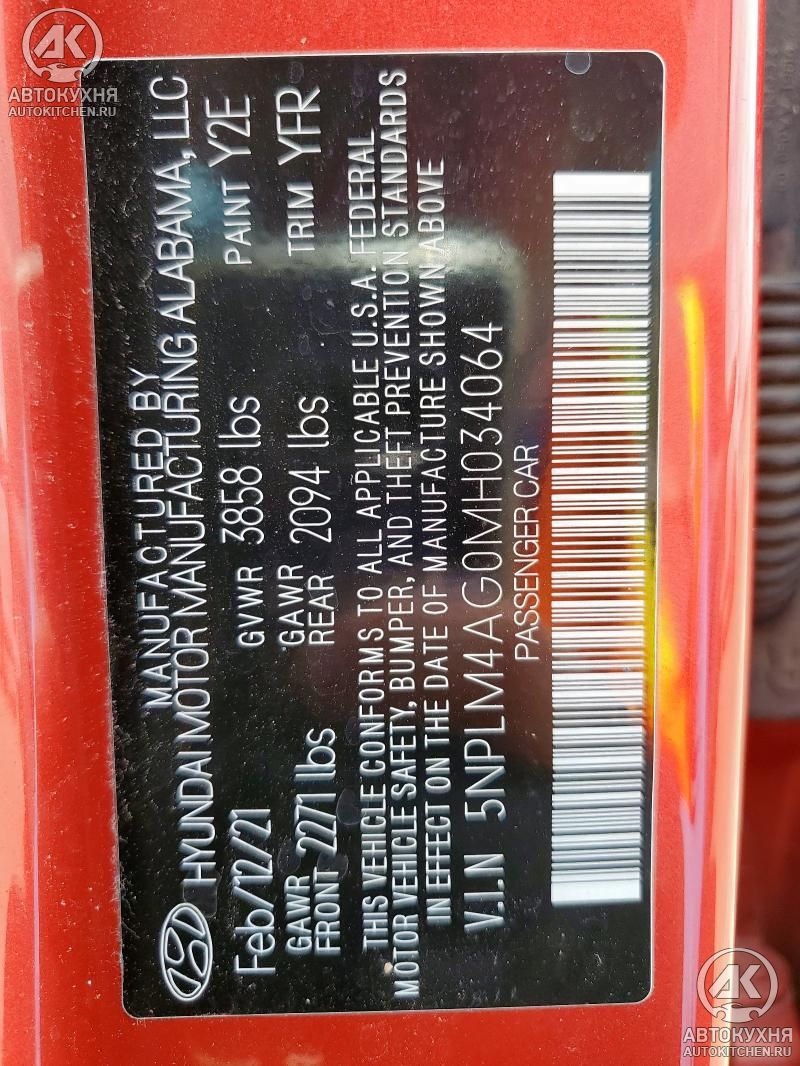 АВТОКУХНЯ
AUTOKITCHEN.RU
MANUFACTURED BY
HYUNDAI MOTOR MANUFACTURING ALABAMA, LLC
Feb/12/21 GVWR 3858 lbs PAINT Y2E
GAWR FRONT 2271 lbs GAWR REAR 2094 lbs TRIM YFR
THIS VEHICLE CONFORMS TO ALL APPLICABLE U.S.A. FEDERAL
MOTOR VEHICLE SAFETY, BUMPER, AND THEFT PREVENTION STANDARDS
IN EFFECT ON THE DATE OF MANUFACTURE SHOWN ABOVE
V.I.N 5NPLM4AG0MH034064
PASSENGER CAR
АВТОКУХНЯ
AUTOKITCHEN.RU